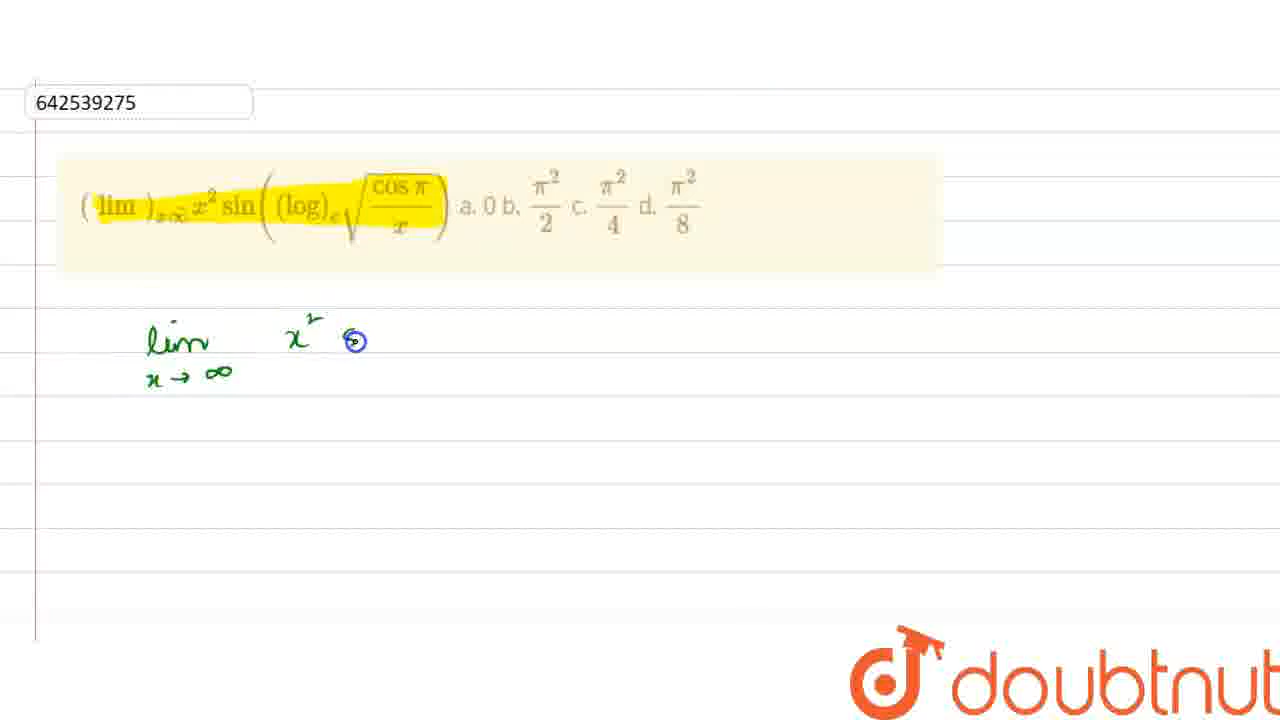 642539275
( lim )ₓ∞ x² sin( (log)ₑ √(cos π / x) ) a. 0 b. π²/2 c. π²/4 d. π²/8
lim x²
x → ∞
doubtnut